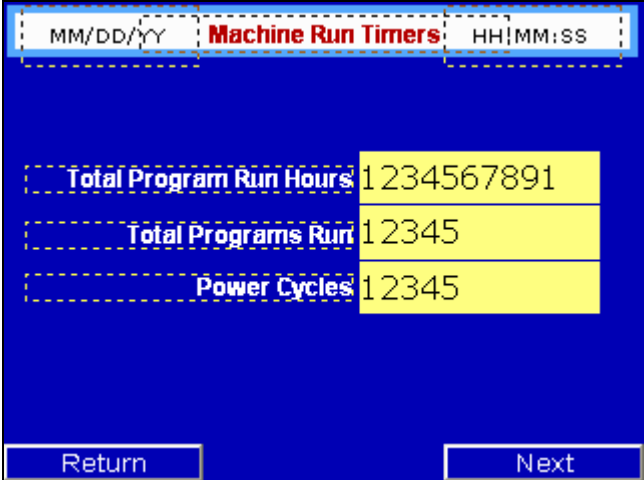 MM/DD/YY Machine Run Timers HH:MM:SS
Total Program Run Hours 1234567891
Total Programs Run 12345
Power Cycles 12345
Return Next